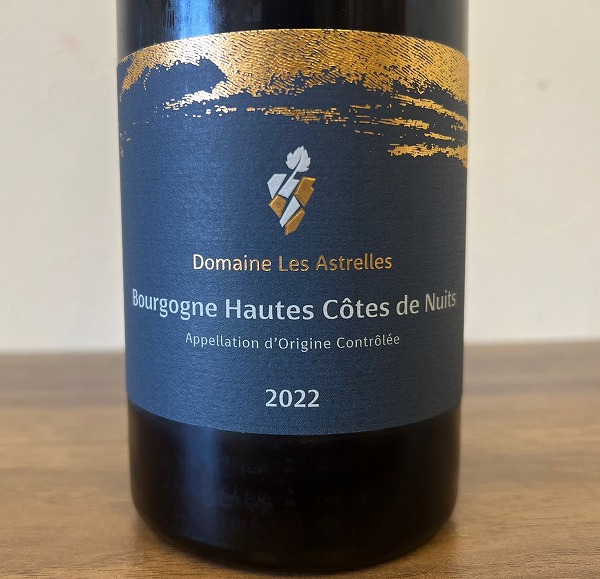 Domaine Les Astrelles
Bourgogne Hautes Côtes de Nuits
Appellation d'Origine Contrôlée
2022